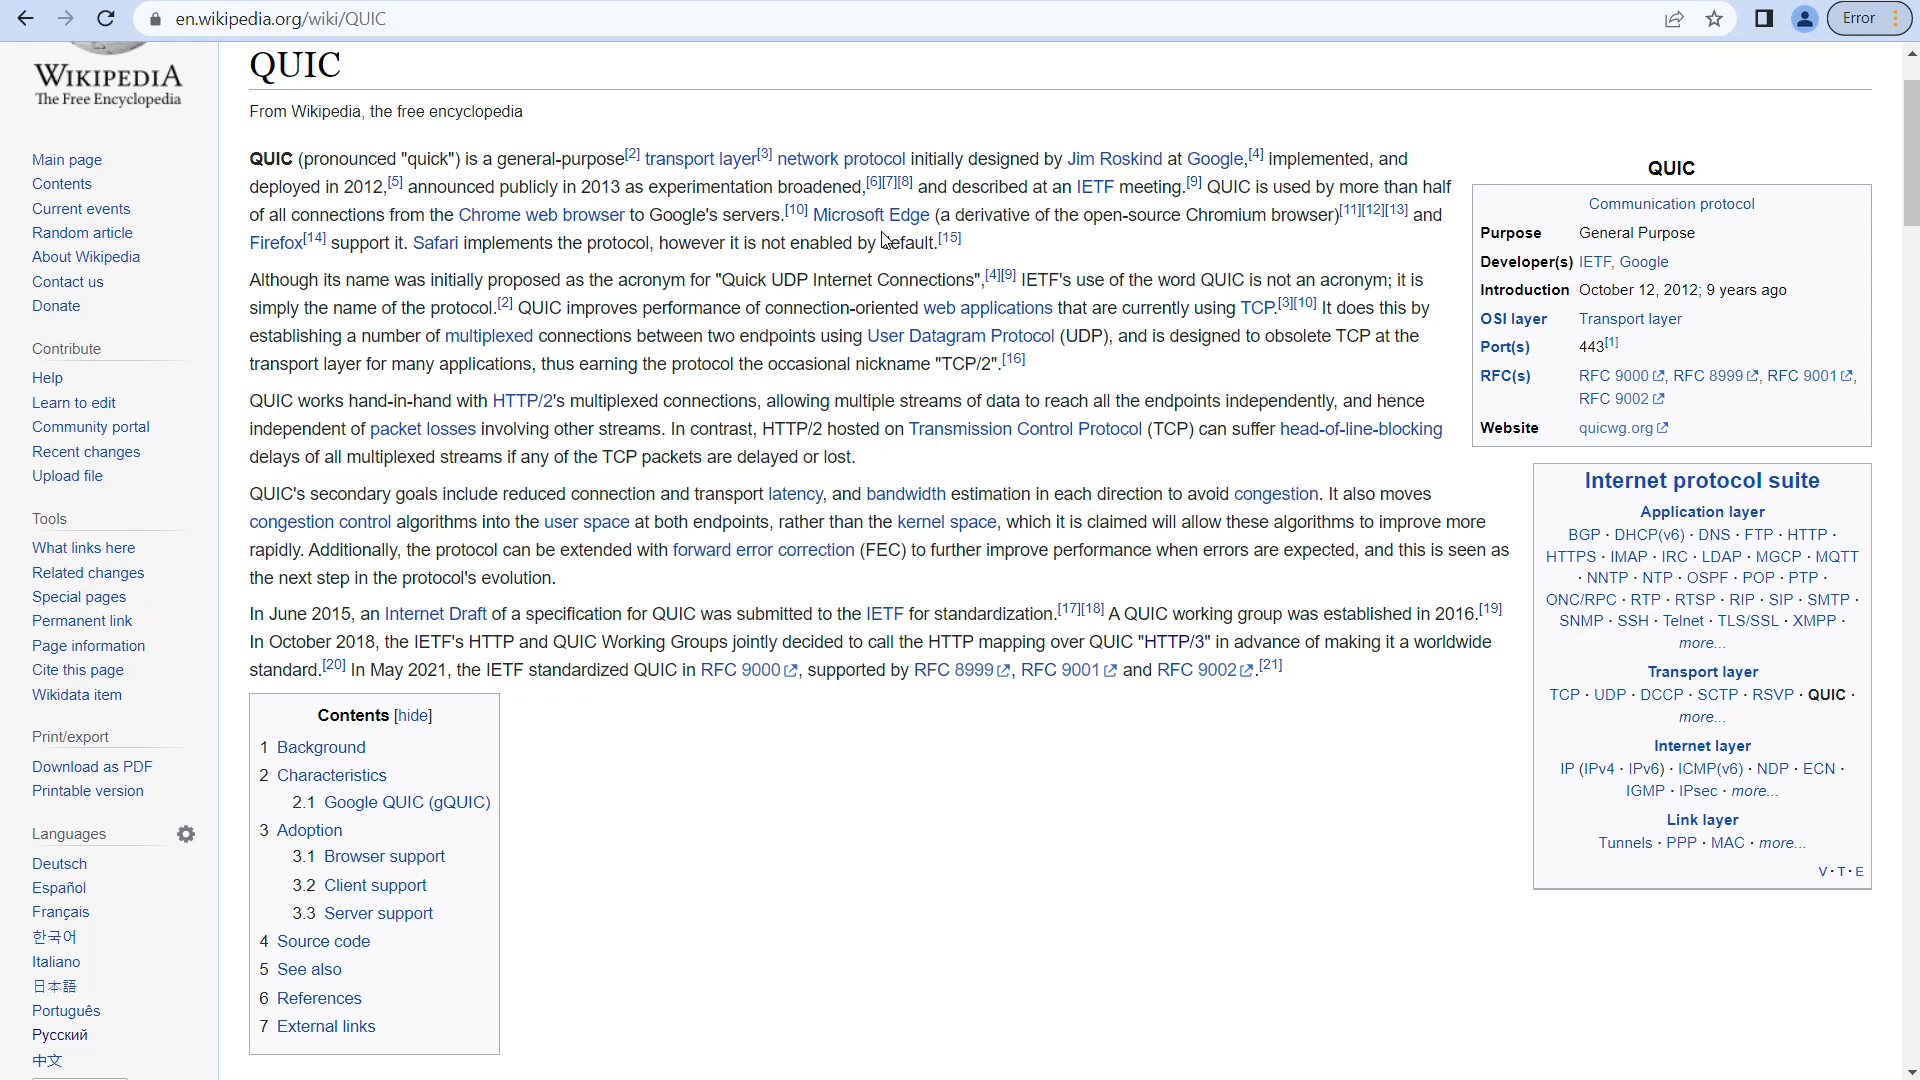 en.wikipedia.org/wiki/QUIC
Error
WIKIPEDIA
The Free Encyclopedia
Main page
Contents
Current events
Random article
About Wikipedia
Contact us
Donate
Contribute
Help
Learn to edit
Community portal
Recent changes
Upload file
Tools
What links here
Related changes
Special pages
Permanent link
Page information
Cite this page
Wikidata item
Print/export
Download as PDF
Printable version
Languages
Deutsch
Español
Français
한국어
Italiano
日本語
Português
Русский
中文
QUIC
From Wikipedia, the free encyclopedia
QUIC (pronounced "quick") is a general-purpose[2] transport layer[3] network protocol initially designed by Jim Roskind at Google,[4] implemented, and
deployed in 2012,[5] announced publicly in 2013 as experimentation broadened,[6][7][8] and described at an IETF meeting.[9] QUIC is used by more than half
of all connections from the Chrome web browser to Google's servers.[10] Microsoft Edge (a derivative of the open-source Chromium browser)[11][12][13] and
Firefox[14] support it. Safari implements the protocol, however it is not enabled by default.[15]
Although its name was initially proposed as the acronym for "Quick UDP Internet Connections",[4][9] IETF's use of the word QUIC is not an acronym; it is
simply the name of the protocol.[2] QUIC improves performance of connection-oriented web applications that are currently using TCP.[3][10] It does this by
establishing a number of multiplexed connections between two endpoints using User Datagram Protocol (UDP), and is designed to obsolete TCP at the
transport layer for many applications, thus earning the protocol the occasional nickname "TCP/2".[16]
QUIC works hand-in-hand with HTTP/2's multiplexed connections, allowing multiple streams of data to reach all the endpoints independently, and hence
independent of packet losses involving other streams. In contrast, HTTP/2 hosted on Transmission Control Protocol (TCP) can suffer head-of-line-blocking
delays of all multiplexed streams if any of the TCP packets are delayed or lost.
QUIC's secondary goals include reduced connection and transport latency, and bandwidth estimation in each direction to avoid congestion. It also moves
congestion control algorithms into the user space at both endpoints, rather than the kernel space, which it is claimed will allow these algorithms to improve more
rapidly. Additionally, the protocol can be extended with forward error correction (FEC) to further improve performance when errors are expected, and this is seen as
the next step in the protocol's evolution.
In June 2015, an Internet Draft of a specification for QUIC was submitted to the IETF for standardization.[17][18] A QUIC working group was established in 2016.[19]
In October 2018, the IETF's HTTP and QUIC Working Groups jointly decided to call the HTTP mapping over QUIC "HTTP/3" in advance of making it a worldwide
standard.[20] In May 2021, the IETF standardized QUIC in RFC 9000, supported by RFC 8999, RFC 9001 and RFC 9002.[21]
Contents [hide]
1 Background
2 Characteristics
2.1 Google QUIC (gQUIC)
3 Adoption
3.1 Browser support
3.2 Client support
3.3 Server support
4 Source code
5 See also
6 References
7 External links
QUIC
Communication protocol
Purpose General Purpose
Developer(s) IETF, Google
Introduction October 12, 2012; 9 years ago
OSI layer Transport layer
Port(s) 443[1]
RFC(s) RFC 9000, RFC 8999, RFC 9001,
RFC 9002
Website quicwg.org
Internet protocol suite
Application layer
BGP · DHCP(v6) · DNS · FTP · HTTP ·
HTTPS · IMAP · IRC · LDAP · MGCP · MQTT
· NNTP · NTP · OSPF · POP · PTP ·
ONC/RPC · RTP · RTSP · RIP · SIP · SMTP ·
SNMP · SSH · Telnet · TLS/SSL · XMPP ·
more...
Transport layer
TCP · UDP · DCCP · SCTP · RSVP · QUIC ·
more...
Internet layer
IP (IPv4 · IPv6) · ICMP(v6) · NDP · ECN ·
IGMP · IPsec · more...
Link layer
Tunnels · PPP · MAC · more...
V · T · E